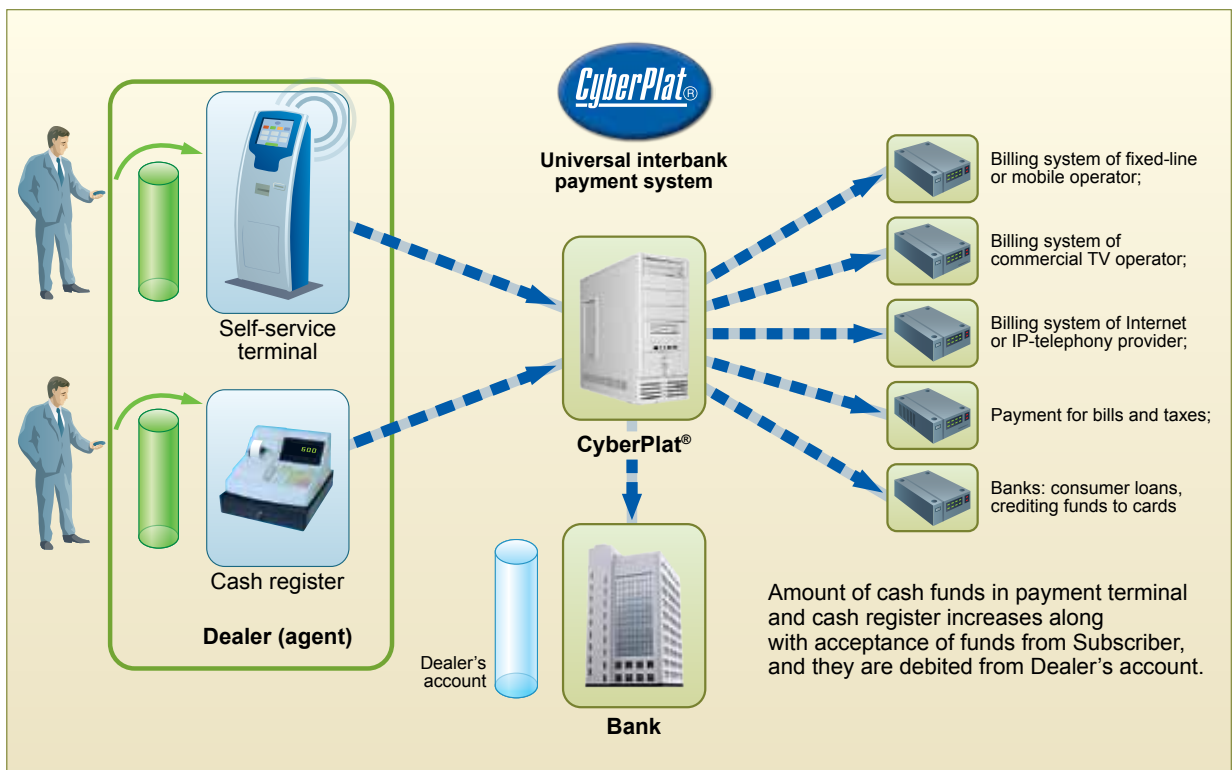 CyberPlat®
Universal interbank
payment system
Self-service
terminal
600
Cash register
Dealer (agent)
CyberPlat®
Dealer's
account
Bank
Billing system of fixed-line
or mobile operator;
Billing system of
commercial TV operator;
Billing system of Internet
or IP-telephony provider;
Payment for bills and taxes;
Banks: consumer loans,
crediting funds to cards
Amount of cash funds in payment terminal
and cash register increases along
with acceptance of funds from Subscriber,
and they are debited from Dealer's account.